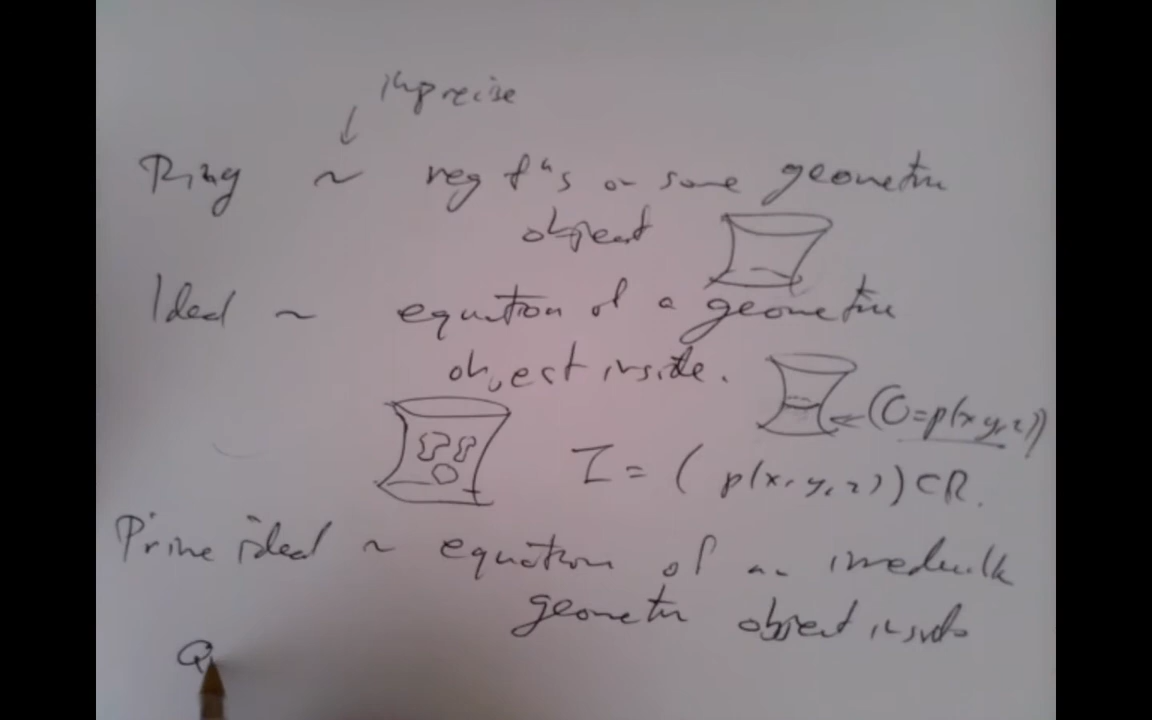 imprecise
↓
Ring ~ reg fⁿs on some geometric
object
Ideal ~ equation of a geometric
object inside.
(0=p(x,y,z))
I = (p(x,y,z)) ⊂ R.
Prime ideal ~ equation of an irreducible
geometric object inside
Q